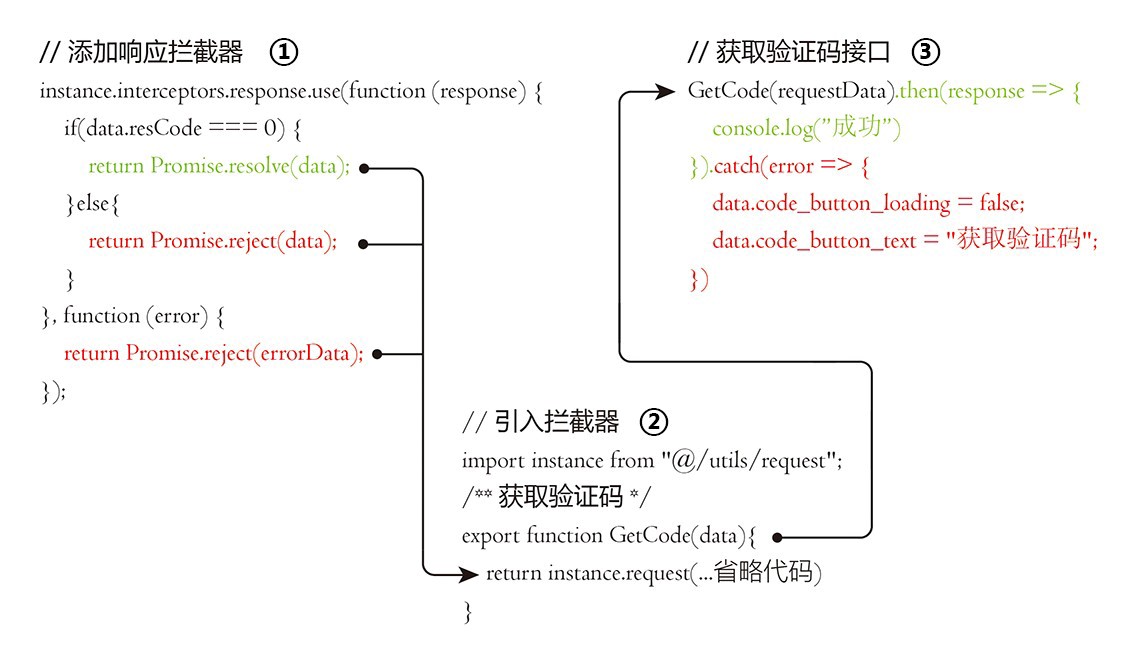 // 添加响应拦截器 ①
instance.interceptors.response.use(function (response) {
if(data.resCode === 0) {
return Promise.resolve(data);
}else{
return Promise.reject(data);
}
}, function (error) {
return Promise.reject(errorData);
});
// 引入拦截器 ②
import instance from "@/utils/request";
/** 获取验证码 */
export function GetCode(data){
return instance.request(...省略代码)
}
// 获取验证码接口 ③
GetCode(requestData).then(response => {
console.log(”成功”)
}).catch(error => {
data.code_button_loading = false;
data.code_button_text = "获取验证码";
})